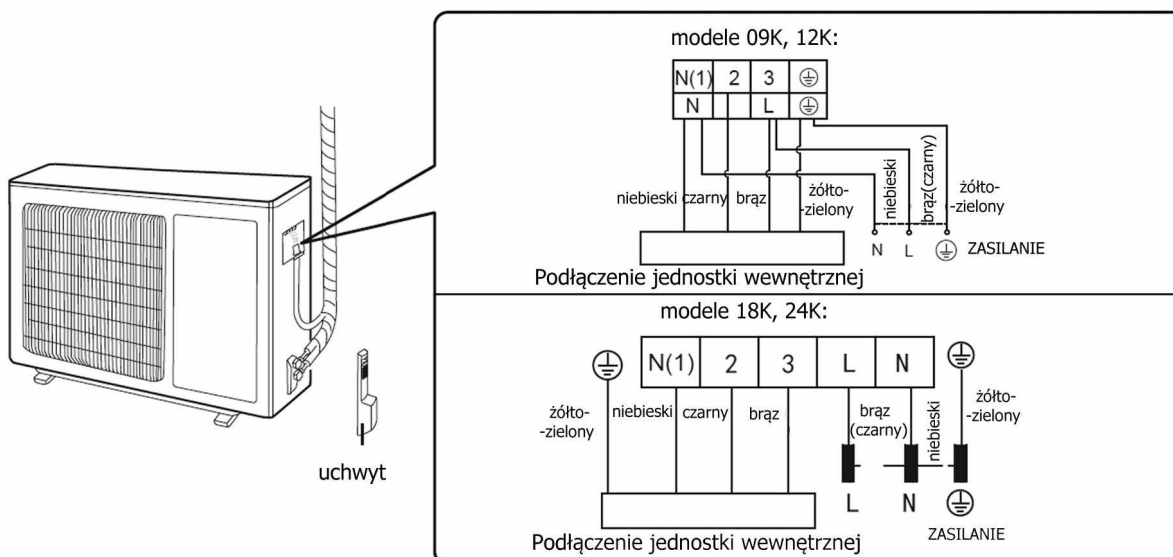 modele 09K, 12K:
N(1) 2 3
N L
niebieski czarny brąz żółto-
-zielony
niebieski
brąz(czarny)
żółto-
-zielony
N L ZASILANIE
Podłączenie jednostki wewnętrznej
uchwyt
modele 18K, 24K:
N(1) 2 3 L N
żółto-
-zielony
niebieski czarny brąz
brąz
(czarny)
niebieski
żółto-
-zielony
L N
ZASILANIE
Podłączenie jednostki wewnętrznej